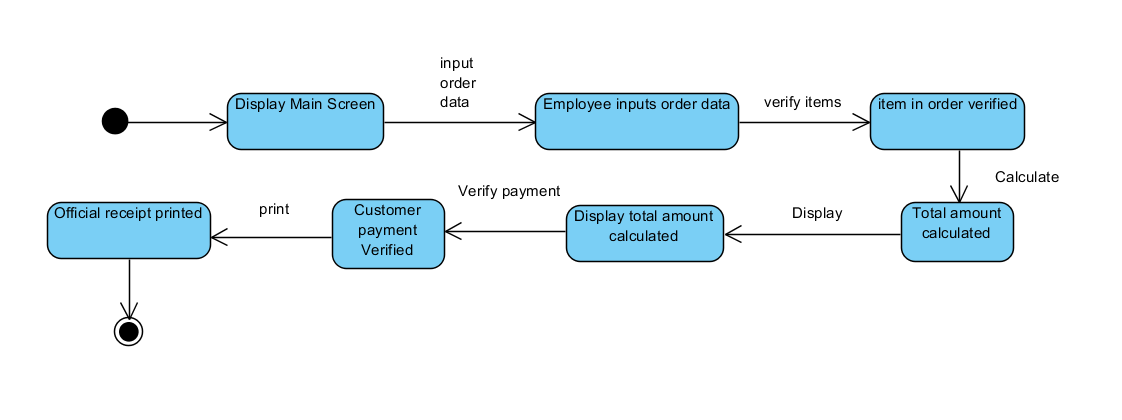 input
order
data
Display Main Screen
Employee inputs order data
verify items
item in order verified
Calculate
Official receipt printed
print
Customer
payment
Verified
Verify payment
Display total amount
calculated
Display
Total amount
calculated